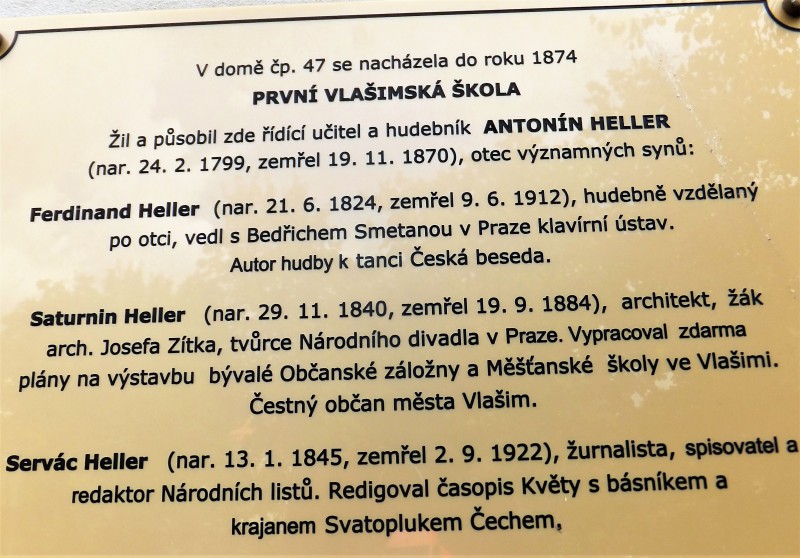 V domě čp. 47 se nacházela do roku 1874
PRVNÍ VLAŠIMSKÁ ŠKOLA
Žil a působil zde řídící učitel a hudebník ANTONÍN HELLER
(nar. 24. 2. 1799, zemřel 19. 11. 1870), otec významných synů:
Ferdinand Heller (nar. 21. 6. 1824, zemřel 9. 6. 1912), hudebně vzdělaný
po otci, vedl s Bedřichem Smetanou v Praze klavírní ústav.
Autor hudby k tanci Česká beseda.
Saturnin Heller (nar. 29. 11. 1840, zemřel 19. 9. 1884), architekt, žák
arch. Josefa Zítka, tvůrce Národního divadla v Praze. Vypracoval zdarma
plány na výstavbu bývalé Občanské záložny a Měšťanské školy ve Vlašimi.
Čestný občan města Vlašim.
Servác Heller (nar. 13. 1. 1845, zemřel 2. 9. 1922), žurnalista, spisovatel a
redaktor Národních listů. Redigoval časopis Květy s básníkem a
krajanem Svatoplukem Čechem.